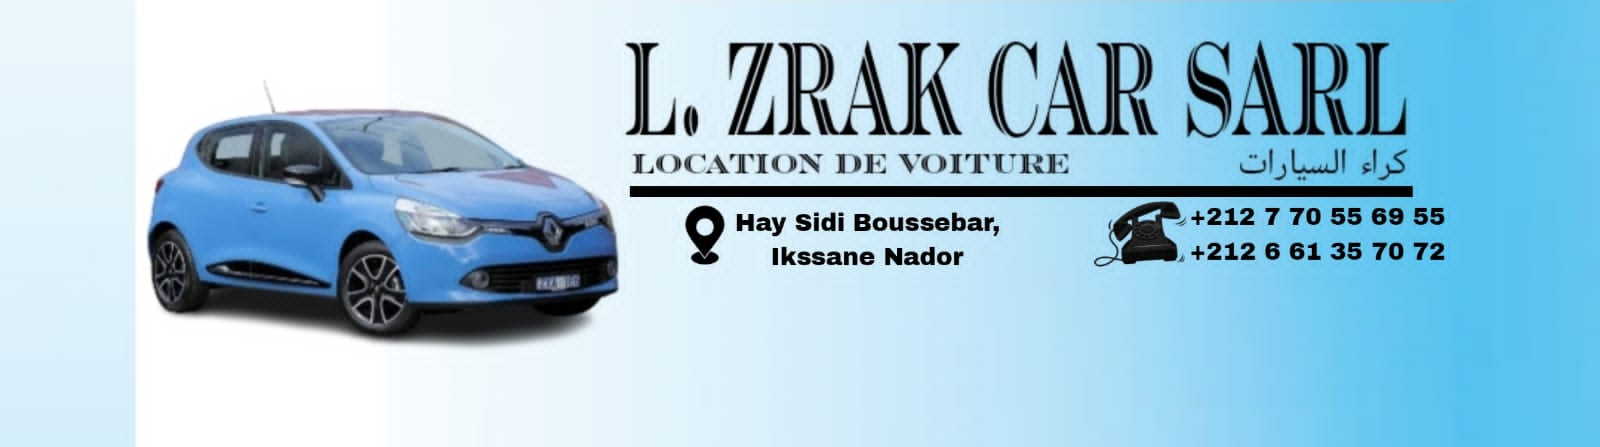 L. ZRAK CAR SARL
LOCATION DE VOITURE
كراء السيارات
Hay Sidi Boussebar,
Ikssane Nador
+212 7 70 55 69 55
+212 6 61 35 70 72